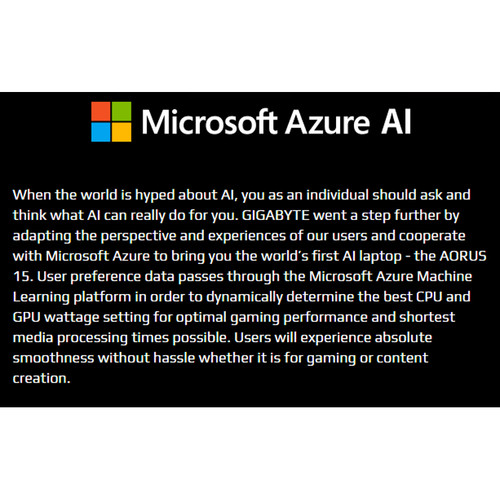 Microsoft Azure AI
When the world is hyped about AI, you as an individual should ask and
think what AI can really do for you. GIGABYTE went a step further by
adapting the perspective and experiences of our users and cooperate
with Microsoft Azure to bring you the world's first AI laptop - the AORUS
15. User preference data passes through the Microsoft Azure Machine
Learning platform in order to dynamically determine the best CPU and
GPU wattage setting for optimal gaming performance and shortest
media processing times possible. Users will experience absolute
smoothness without hassle whether it is for gaming or content
creation.